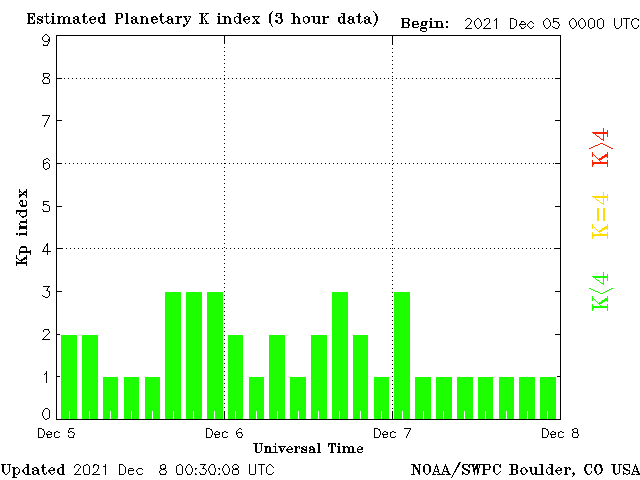 Estimated Planetary K index (3 hour data)
Begin: 2021 Dec 05 0000 UTC
9
8
7
6
5
4
3
2
1
0
Kp index
K>4
K=4
K<4
Dec 5
Dec 6
Dec 7
Dec 8
Universal Time
Updated 2021 Dec 8 00:30:08 UTC
NOAA/SWPC Boulder, CO USA